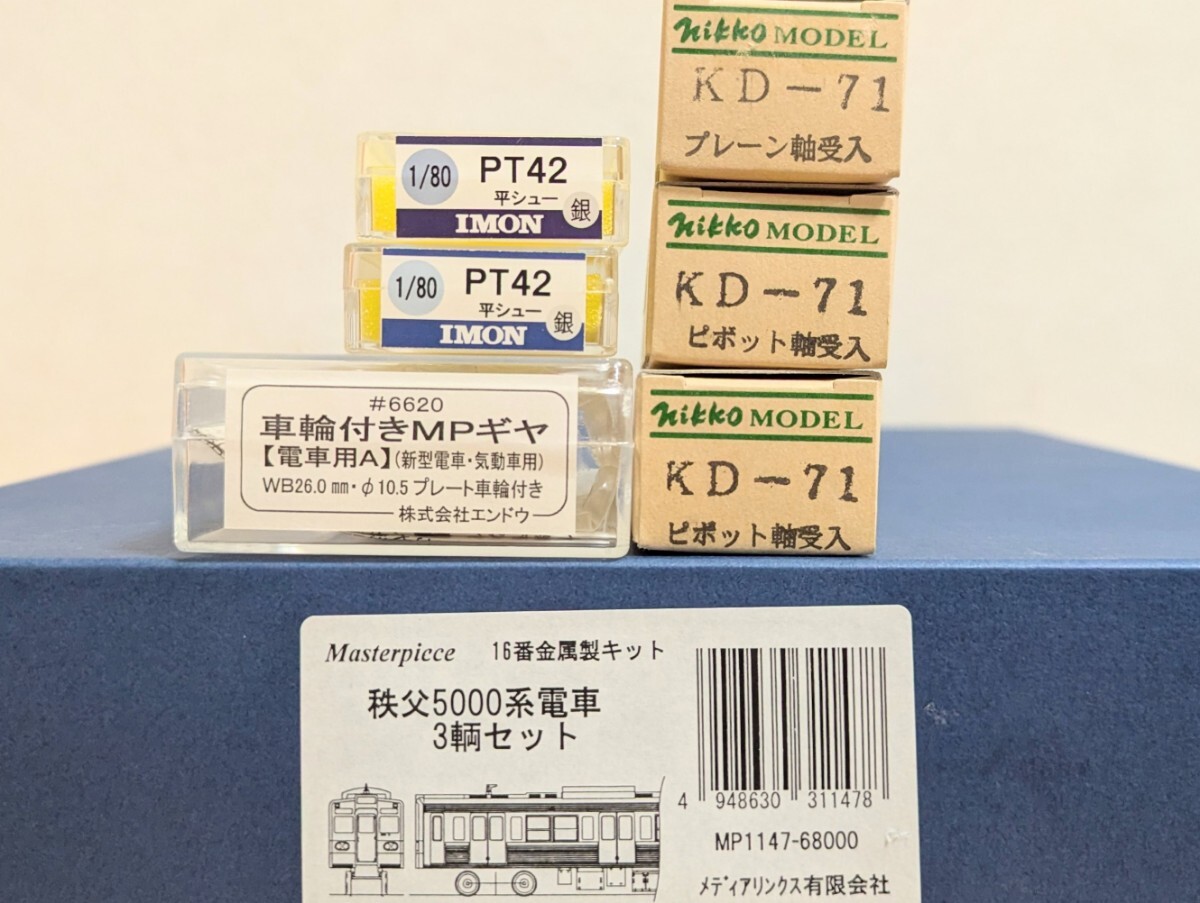 nikko MODEL
KD-71
プレーン軸受入
nikko MODEL
KD-71
ピボット軸受入
nikko MODEL
KD-71
ピボット軸受入
1/80
PT42
平シュー
銀
IMON
1/80
PT42
平シュー
銀
IMON
#6620
車輪付きMPギヤ
【電車用A】(新型電車・気動車用)
WB26.0㎜・φ10.5プレート車輪付き
株式会社エンドウ
Masterpiece 16番金属製キット
秩父5000系電車
3輌セット
4 948630 311478
MP1147-68000
メディアリンクス有限会社